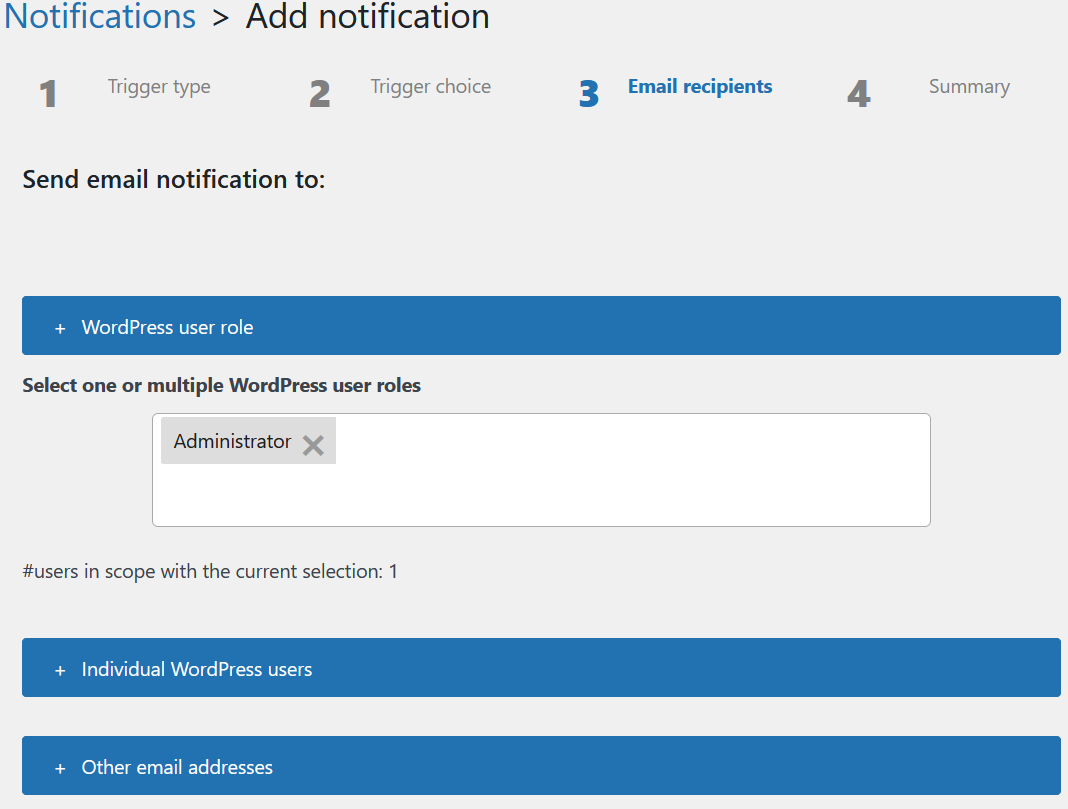 Notifications > Add notification
1 Trigger type 2 Trigger choice 3 Email recipients 4 Summary
Send email notification to:
+ WordPress user role
Select one or multiple WordPress user roles
Administrator ×
#users in scope with the current selection: 1
+ Individual WordPress users
+ Other email addresses